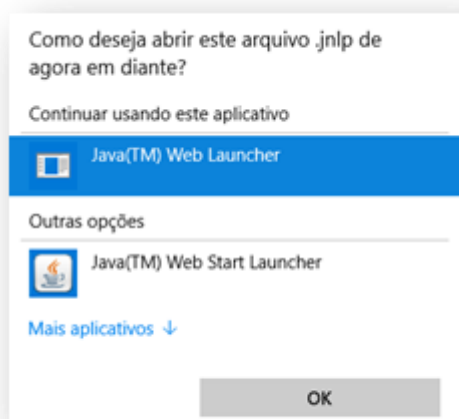 Como deseja abrir este arquivo .jnlp de
agora em diante?
Continuar usando este aplicativo
Java(TM) Web Launcher
Outras opções
Java(TM) Web Start Launcher
Mais aplicativos ↓
OK